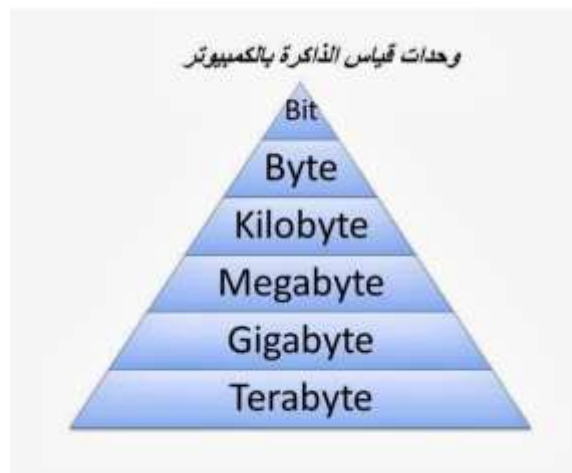 وحدات قياس الذاكرة بالكمبيوتر
Bit
Byte
Kilobyte
Megabyte
Gigabyte
Terabyte